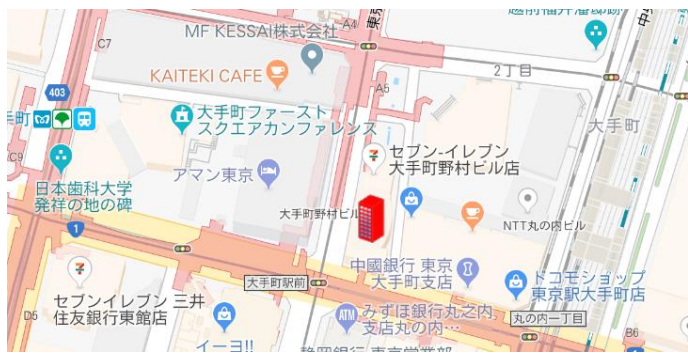 A4
C7
MF KESSAI株式会社
KAITEKI CAFE
2丁目
A5
403
大手町ファースト
スクエアカンファレンス
大手町
セブン-イレブン
大手町野村ビル店
C9
アマン東京
日本歯科大学
発祥の地の碑
大手町野村ビル
NTT丸の内ビル
1
中國銀行 東京
大手町支店
ドコモショップ
東京駅大手町店
大手町駅前
セブンイレブン 三井
住友銀行東館店
D5
ATM
みずほ銀行丸之内
支店丸の内…
丸の内一丁目
B6
イーヨ!!